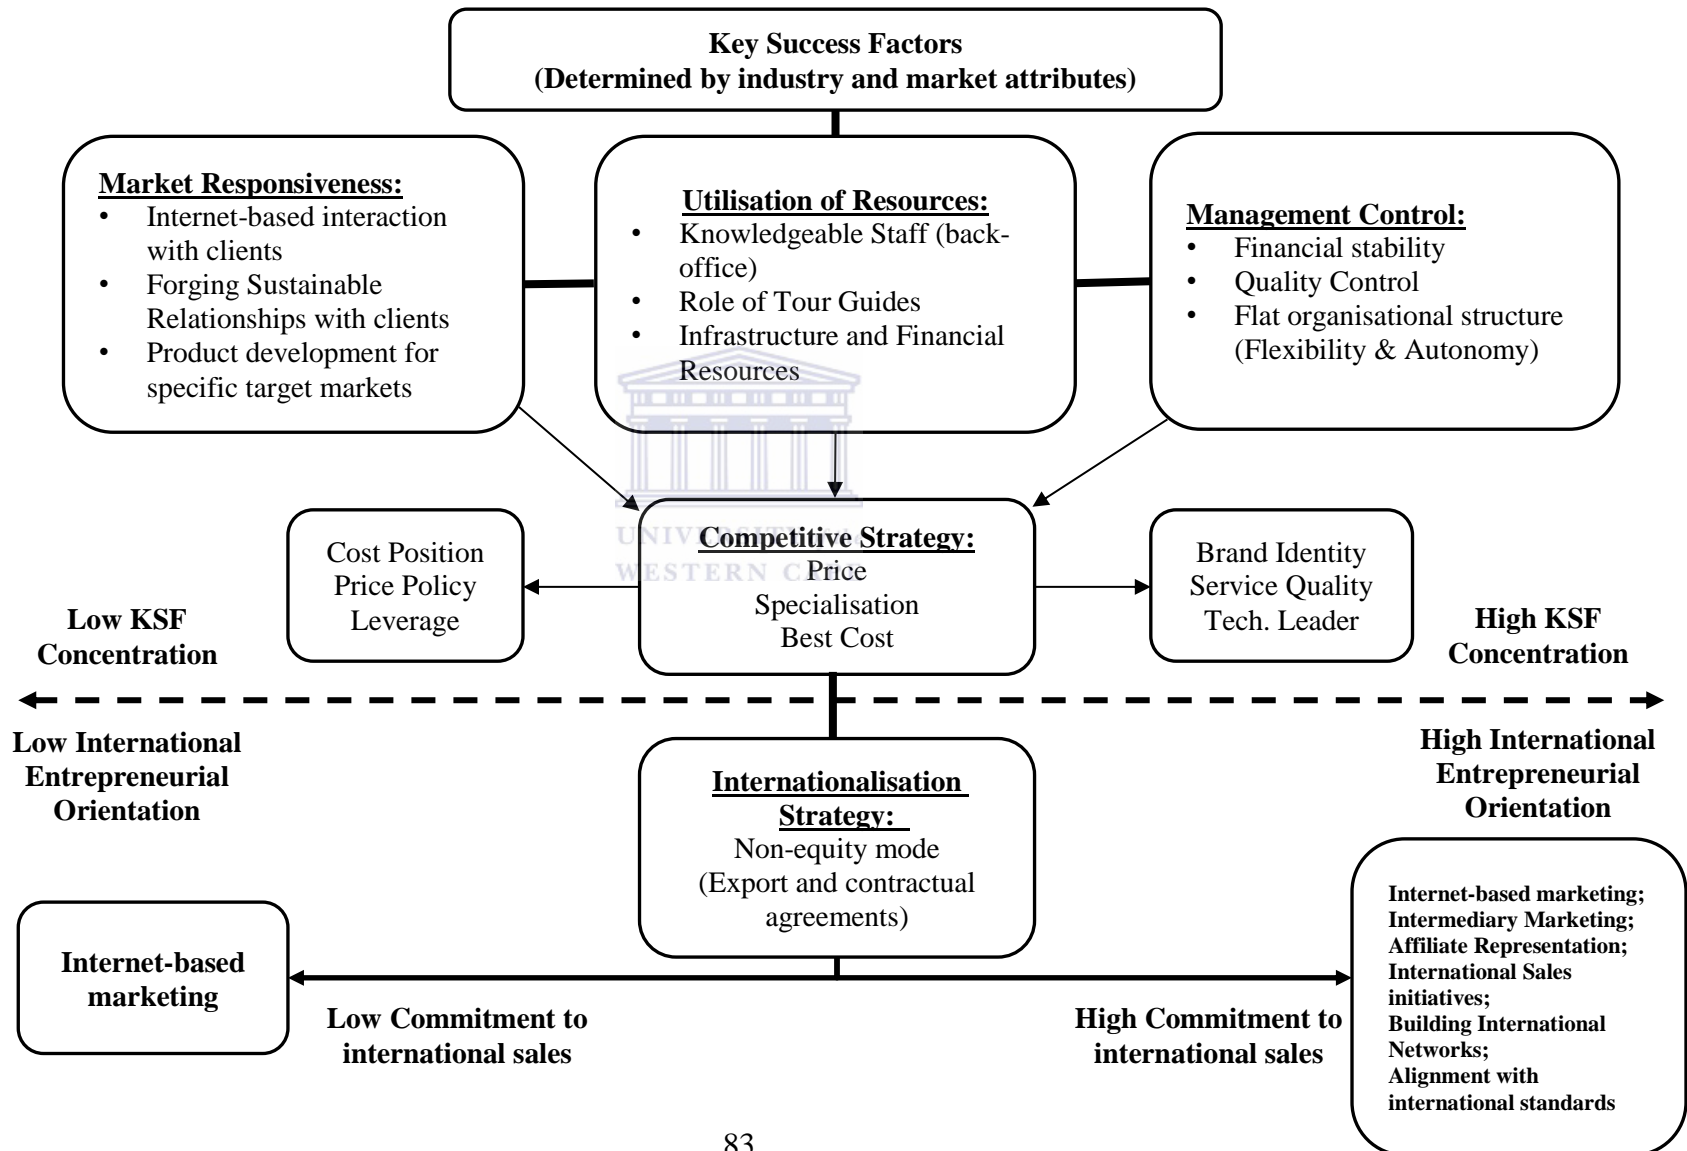 Key Success Factors
(Determined by industry and market attributes)
Market Responsiveness:
• Internet-based interaction
with clients
• Forging Sustainable
Relationships with clients
• Product development for
specific target markets
Utilisation of Resources:
• Knowledgeable Staff (back-
office)
• Role of Tour Guides
• Infrastructure and Financial
Resources
Management Control:
• Financial stability
• Quality Control
• Flat organisational structure
(Flexibility & Autonomy)
Cost Position
Price Policy
Leverage
UNIVERSITY of the
WESTERN CAPE
Competitive Strategy:
Price
Specialisation
Best Cost
Brand Identity
Service Quality
Tech. Leader
Low KSF
Concentration
High KSF
Concentration
Low International
Entrepreneurial
Orientation
Internationalisation
Strategy:
Non-equity mode
(Export and contractual
agreements)
High International
Entrepreneurial
Orientation
Internet-based
marketing
Low Commitment to
international sales
High Commitment to
international sales
Internet-based marketing;
Intermediary Marketing;
Affiliate Representation;
International Sales
initiatives;
Building International
Networks;
Alignment with
international standards
83